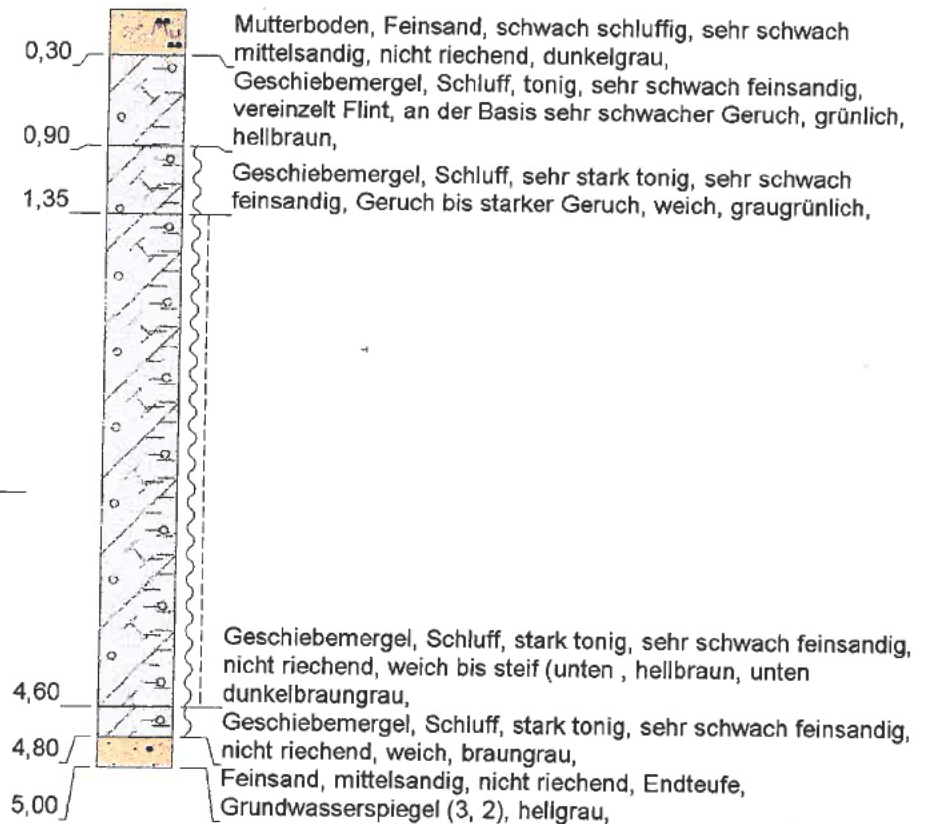 Mu
Mutterboden, Feinsand, schwach schluffig, sehr schwach
0,30
mittelsandig, nicht riechend, dunkelgrau,
Geschiebemergel, Schluff, tonig, sehr schwach feinsandig,
vereinzelt Flint, an der Basis sehr schwacher Geruch, grünlich,
0,90
hellbraun,
Geschiebemergel, Schluff, sehr stark tonig, sehr schwach
1,35
feinsandig, Geruch bis starker Geruch, weich, graugrünlich,
Geschiebemergel, Schluff, stark tonig, sehr schwach feinsandig,
nicht riechend, weich bis steif (unten , hellbraun, unten
4,60
dunkelbraungrau,
Geschiebemergel, Schluff, stark tonig, sehr schwach feinsandig,
4,80
nicht riechend, weich, braungrau,
Feinsand, mittelsandig, nicht riechend, Endteufe,
5,00
Grundwasserspiegel (3, 2), hellgrau,